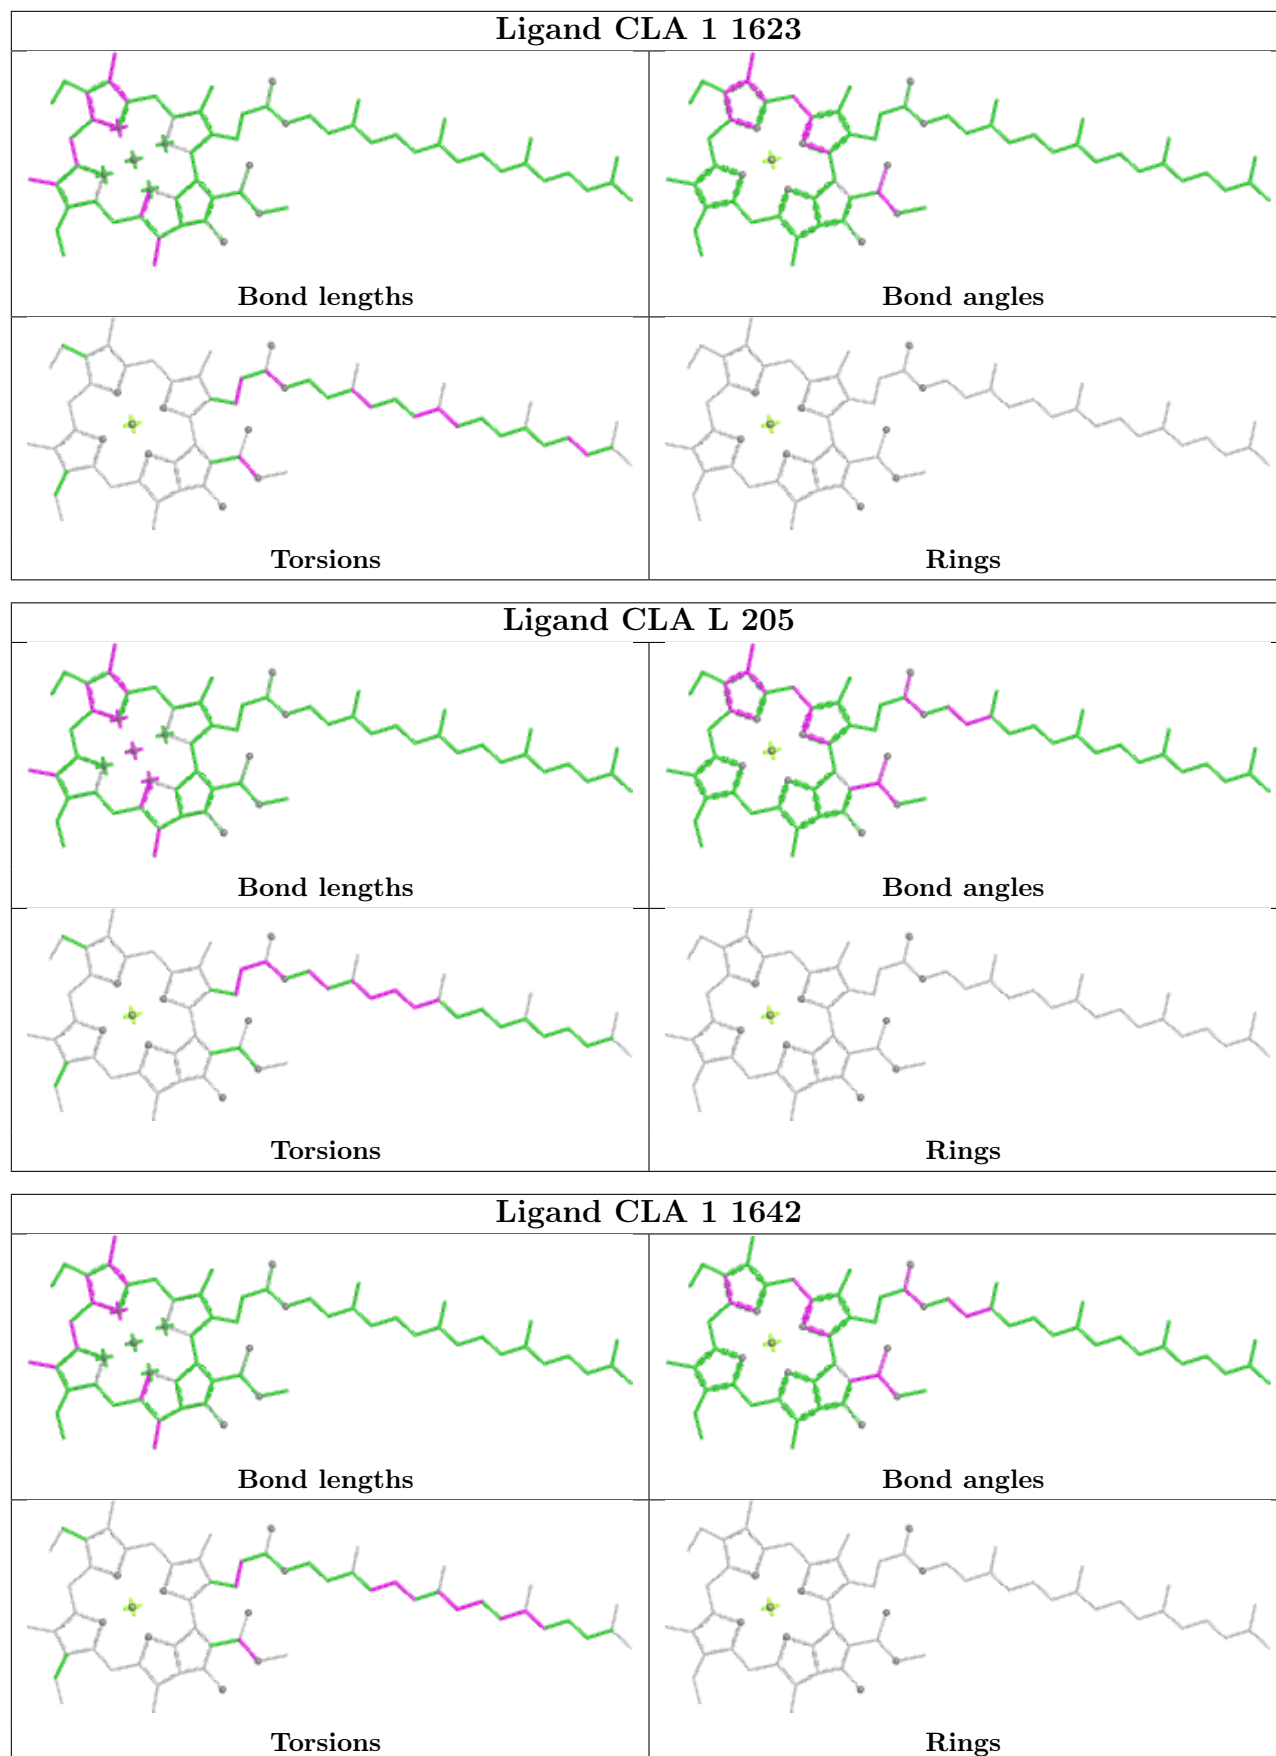 Ligand CLA 1 1623
Bond lengths
Bond angles
Torsions
Rings
Ligand CLA L 205
Bond lengths
Bond angles
Torsions
Rings
Ligand CLA 1 1642
Bond lengths
Bond angles
Torsions
Rings